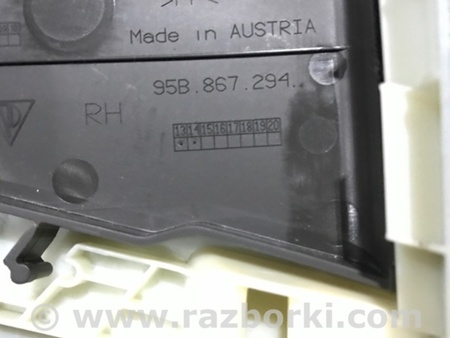 Made in AUSTRIA
95B.867.294..
RH
13 14 15 16 17 18 19 20
© www.razborki.com